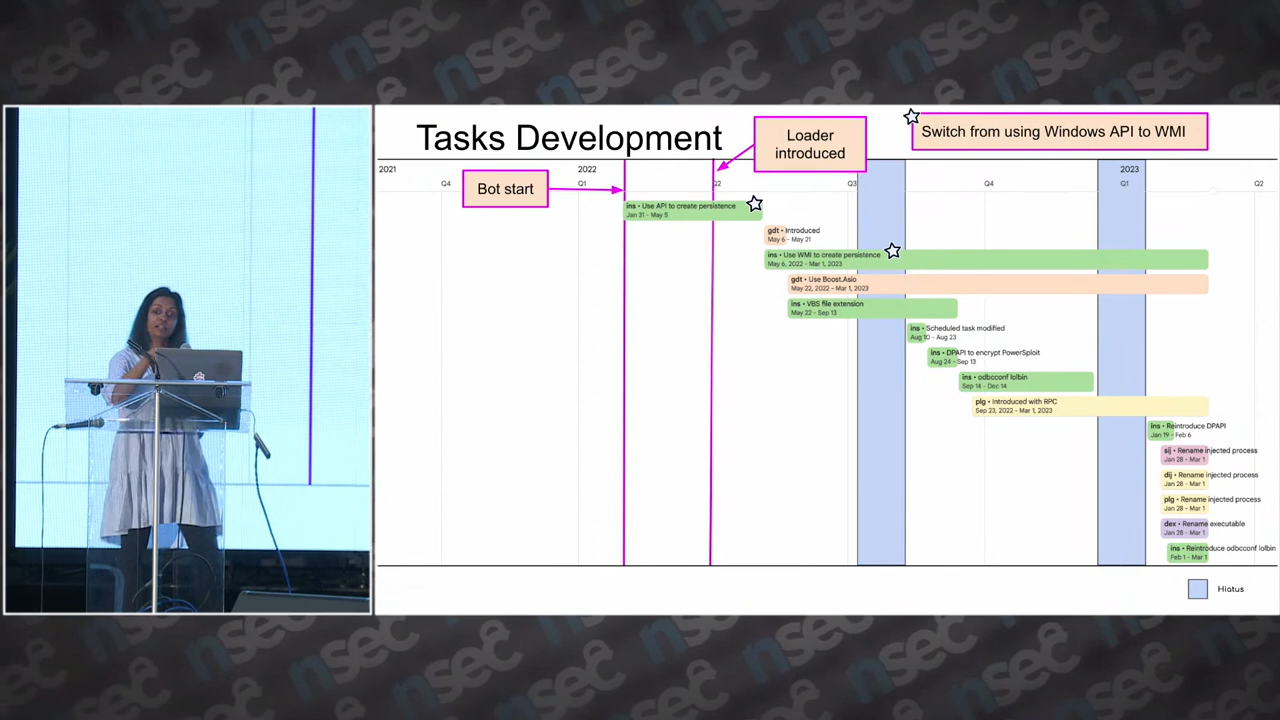 nsec
Tasks Development
Loader
introduced
Switch from using Windows API to WMI
2021
2022
2023
Bot start
Q4
Q1
Q2
Q3
Q4
Q1
Q2
ins • Use API to create persistence
Jan 31 - May 5
gdt • Introduced
May 6 - May 21
ins • Use WMI to create persistence
May 6, 2022 - Mar 1, 2023
gdt • Use Boost.Asio
May 22, 2022 - Mar 1, 2023
ins • VBS file extension
May 22 - Sep 13
ins • Scheduled task modified
Aug 10 - Aug 23
ins • DPAPI to encrypt PowerSploit
Aug 24 - Sep 13
ins • odbcconf lolbin
Sep 14 - Dec 14
plg • Introduced with RPC
Sep 23, 2022 - Mar 1, 2023
ins • Reintroduce DPAPI
Jan 19 - Feb 6
sij • Rename injected process
Jan 28 - Mar 1
dij • Rename injected process
Jan 28 - Mar 1
plg • Rename injected process
Jan 28 - Mar 1
dex • Rename executable
Jan 28 - Mar 1
ins • Reintroduce odbcconf lolbin
Feb 1 - Mar 1
Hiatus